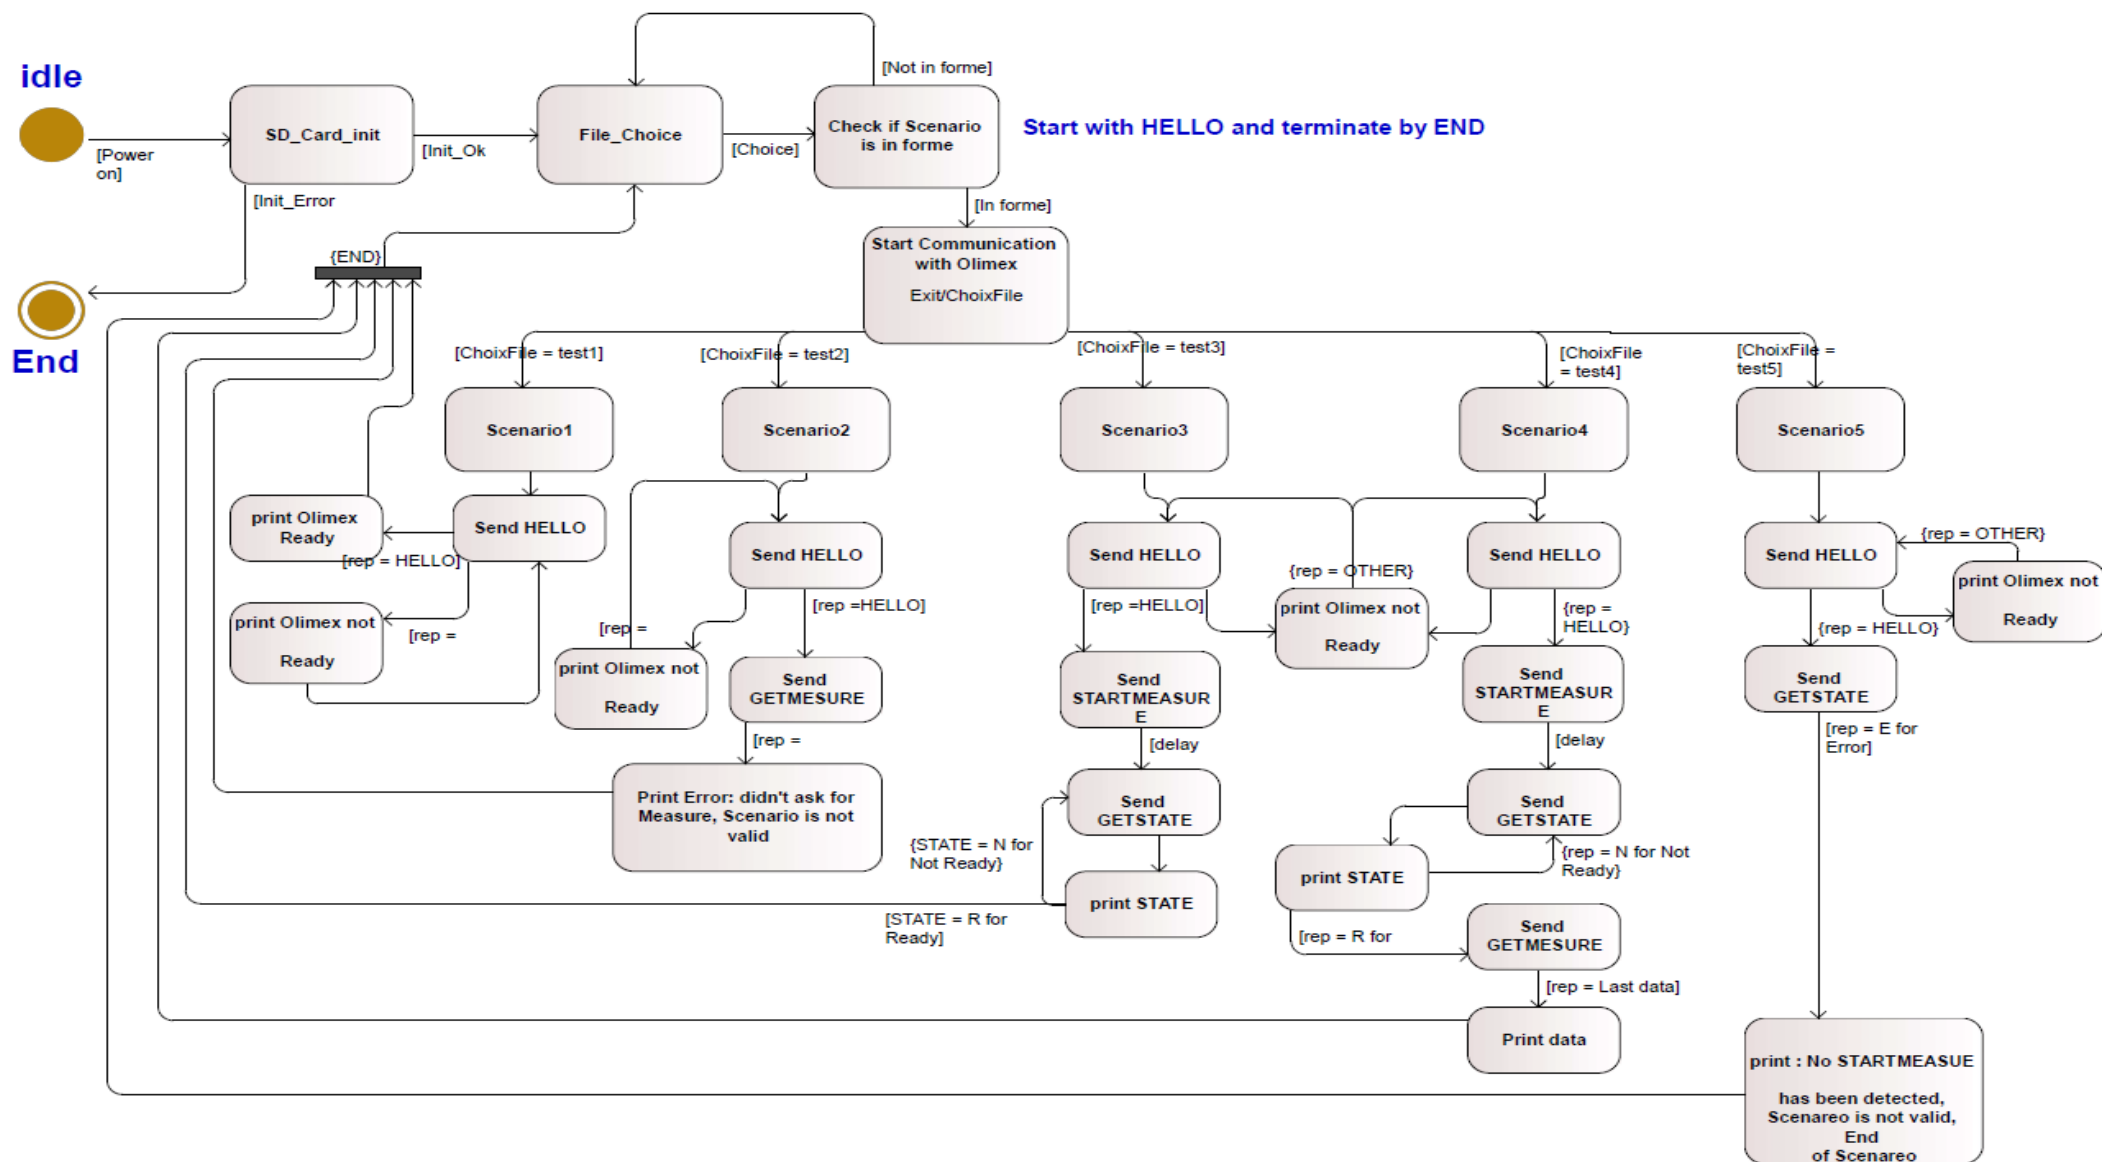 idle
[Power
on]
SD_Card_init
[Init_Ok
[Init_Error
File_Choice
[Choice]
[Not in forme]
Check if Scenario
is in forme
Start with HELLO and terminate by END
[In forme]
Start Communication
with Olimex
Exit/ChoixFile
{END}
End
[ChoixFile = test1]
[ChoixFile = test2]
[ChoixFile = test3]
[ChoixFile
= test4]
[ChoixFile =
test5]
Scenario1
Scenario2
Scenario3
Scenario4
Scenario5
print Olimex
Ready
Send HELLO
[rep = HELLO]
print Olimex not
Ready
[rep =
Send HELLO
[rep =HELLO]
[rep =
print Olimex not
Ready
Send
GETMESURE
[rep =
Print Error: didn't ask for
Measure, Scenario is not
valid
Send HELLO
[rep =HELLO]
{rep = OTHER}
print Olimex not
Ready
Send
STARTMEASUR
E
[delay
Send
GETSTATE
{STATE = N for
Not Ready}
print STATE
[STATE = R for
Ready]
Send HELLO
{rep =
HELLO}
Send
STARTMEASUR
E
[delay
Send
GETSTATE
{rep = N for Not
Ready}
print STATE
[rep = R for
Send
GETMESURE
[rep = Last data]
Print data
Send HELLO
{rep = OTHER}
print Olimex not
Ready
{rep = HELLO}
Send
GETSTATE
[rep = E for
Error]
print : No STARTMEASUE
has been detected,
Scenareo is not valid,
End
of Scenareo